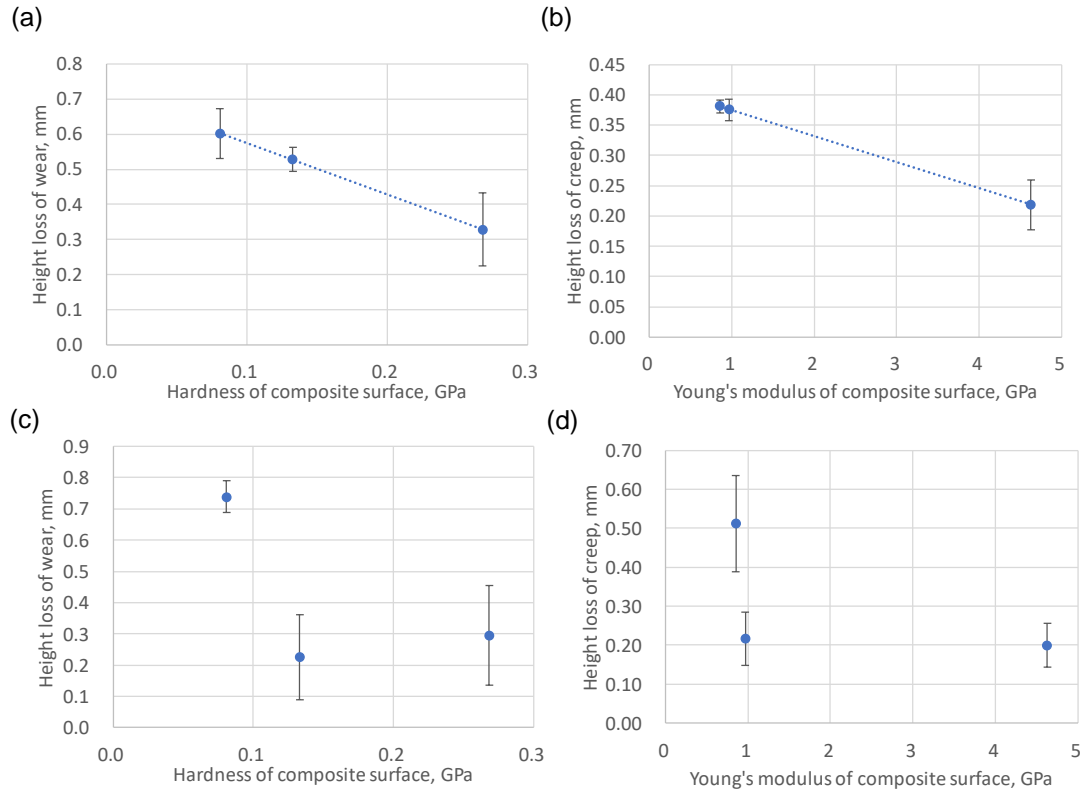 (a)
Height loss of wear, mm
0.8
0.7
0.6
0.5
0.4
0.3
0.2
0.1
0.0
0.0 0.1 0.2 0.3
Hardness of composite surface, GPa
(b)
Height loss of creep, mm
0.45
0.40
0.35
0.30
0.25
0.20
0.15
0.10
0.05
0.00
0 1 2 3 4 5
Young's modulus of composite surface, GPa
(c)
Height loss of wear, mm
0.9
0.8
0.7
0.6
0.5
0.4
0.3
0.2
0.1
0.0
0.0 0.1 0.2 0.3
Hardness of composite surface, GPa
(d)
Height loss of creep, mm
0.70
0.60
0.50
0.40
0.30
0.20
0.10
0.00
0 1 2 3 4 5
Young's modulus of composite surface, GPa